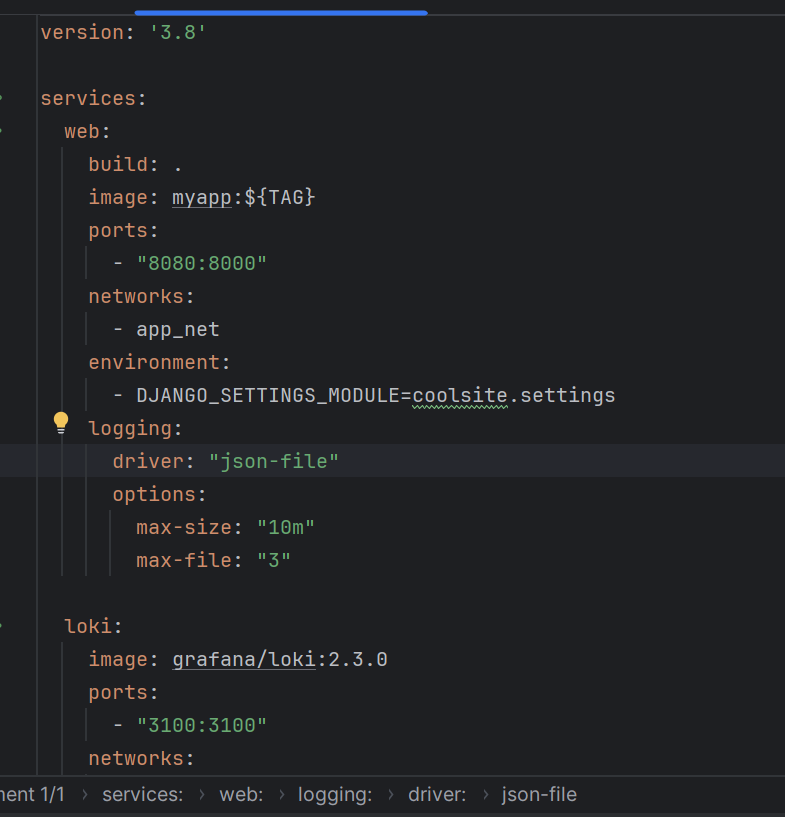 version: '3.8'
services:
  web:
    build: .
    image: myapp:${TAG}
    ports:
      - "8080:8000"
    networks:
      - app_net
    environment:
      - DJANGO_SETTINGS_MODULE=coolsite.settings
    logging:
      driver: "json-file"
      options:
        max-size: "10m"
        max-file: "3"
  loki:
    image: grafana/loki:2.3.0
    ports:
      - "3100:3100"
    networks:
1/1 › services: › web: › logging: › driver: › json-file